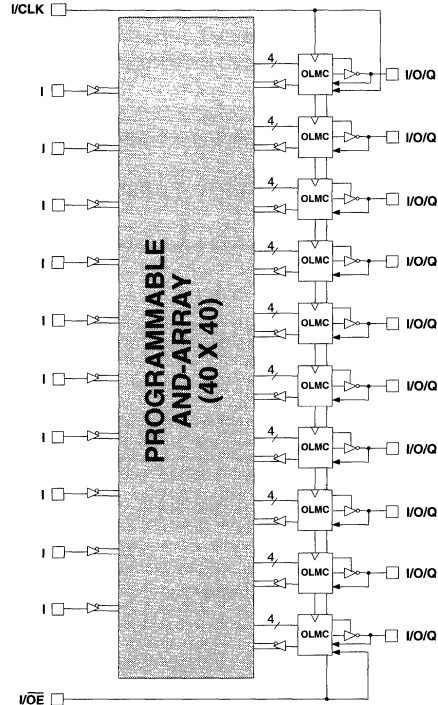 I/CLK
I
I
I
I
I
I
I
I
I
I
I/O̅E̅
PROGRAMMABLE
AND-ARRAY
(40 X 40)
4
OLMC
I/O/Q
4
OLMC
I/O/Q
4
OLMC
I/O/Q
4
OLMC
I/O/Q
4
OLMC
I/O/Q
4
OLMC
I/O/Q
4
OLMC
I/O/Q
4
OLMC
I/O/Q
4
OLMC
I/O/Q
4
OLMC
I/O/Q